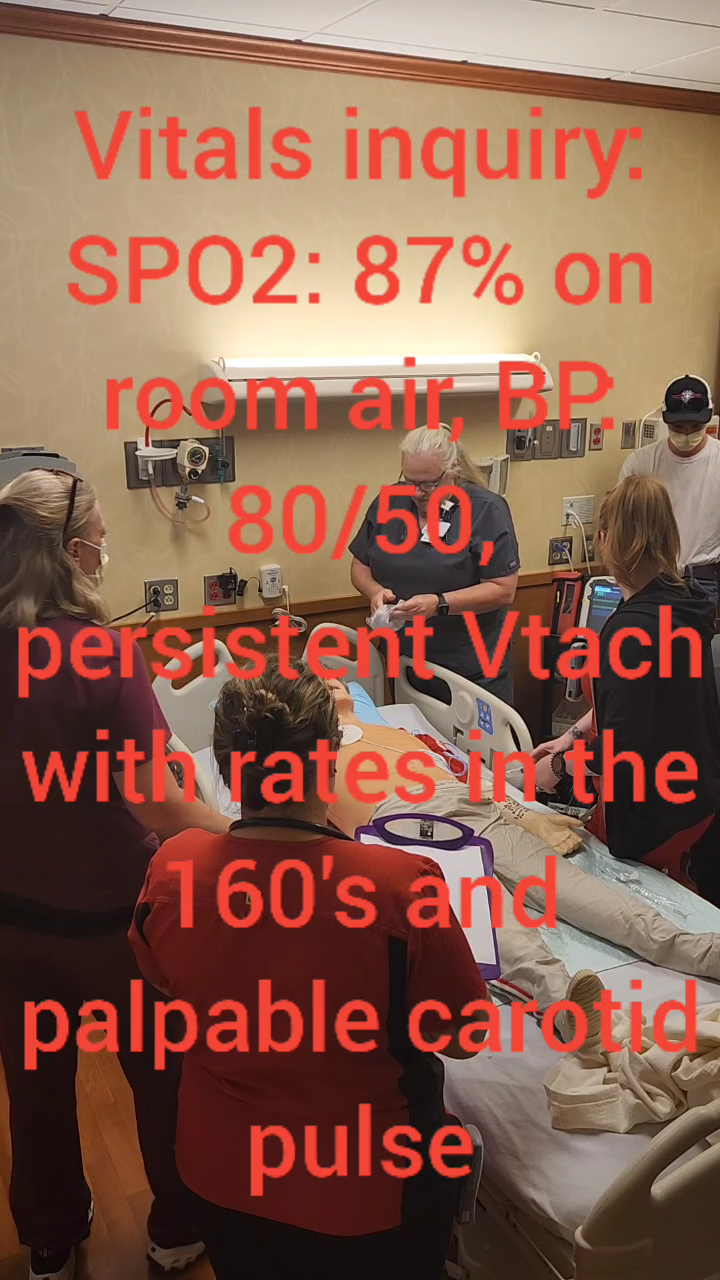 Vitals inquiry:
SPO2: 87% on
room air, BP:
80/50,
persistent Vtach
with rates in the
160's and
palpable carotid
pulse